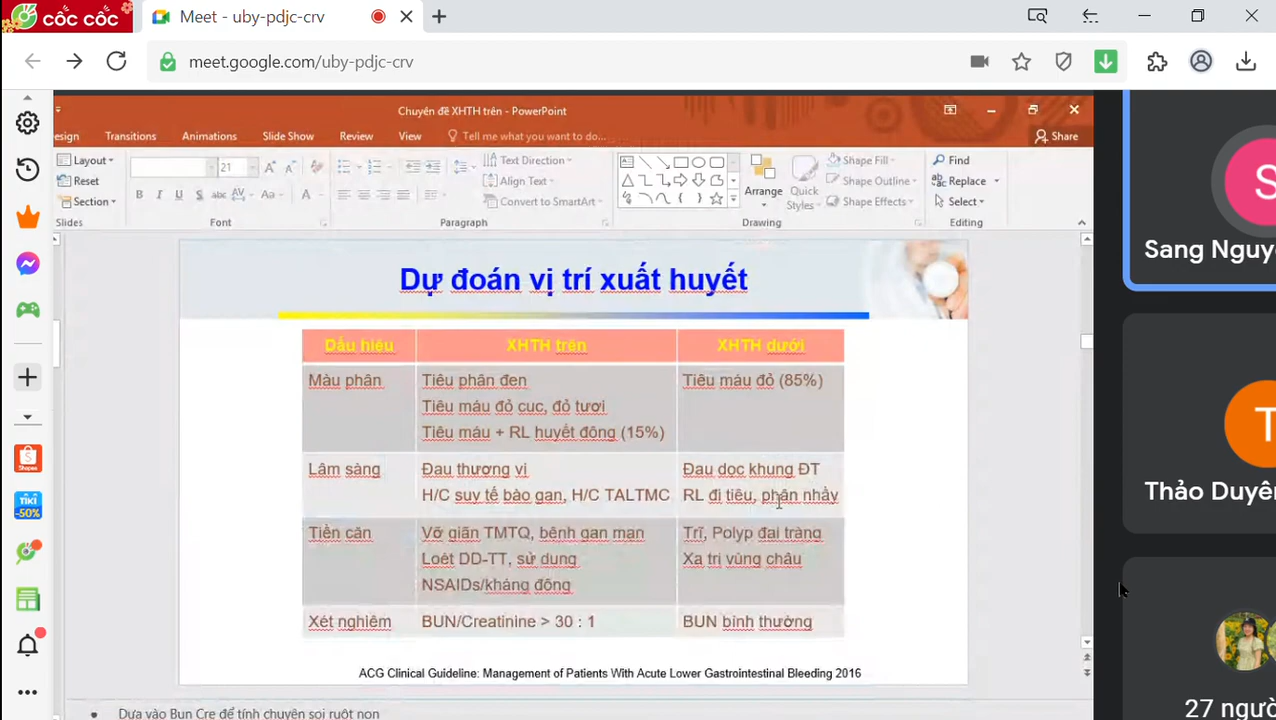 cốc cốc
Meet - uby-pdjc-crv
meet.google.com/uby-pdjc-crv
Chuyên đề XHTH trên - PowerPoint
esign Transitions Animations Slide Show Review View Tell me what you want to do... Share
Layout
Reset
Section
Slides
21
B I U S abc AV Aa A
Font
Paragraph
Text Direction
Align Text
Convert to SmartArt
Arrange
Quick
Styles
Shape Fill
Shape Outline
Shape Effects
Drawing
Find
Replace
Select
Editing
Dự đoán vị trí xuất huyết
Dấu hiệu XHTH trên XHTH dưới
Màu phân Tiêu phân đen Tiêu máu đỏ (85%)
Tiêu máu đỏ cục, đỏ tươi
Tiêu máu + RL huyết động (15%)
Lâm sàng Đau thượng vị Đau dọc khung ĐT
H/C suy tế bào gan, H/C TALTMC RL đi tiêu, phân nhầy
Tiền căn Vỡ giãn TMTQ, bệnh gan mạn Trĩ, Polyp đại tràng
Loét DD-TT, sử dụng Xạ trị vùng chậu
NSAIDs/kháng đông
Xét nghiệm BUN/Creatinine > 30 : 1 BUN bình thường
ACG Clinical Guideline: Management of Patients With Acute Lower Gastrointestinal Bleeding 2016
Dựa vào Bun Cre để tính chuyện soi ruột non
S
Sang Nguy
T
Thảo Duyên
27 ngườ
Shopee
TIKI
-50%